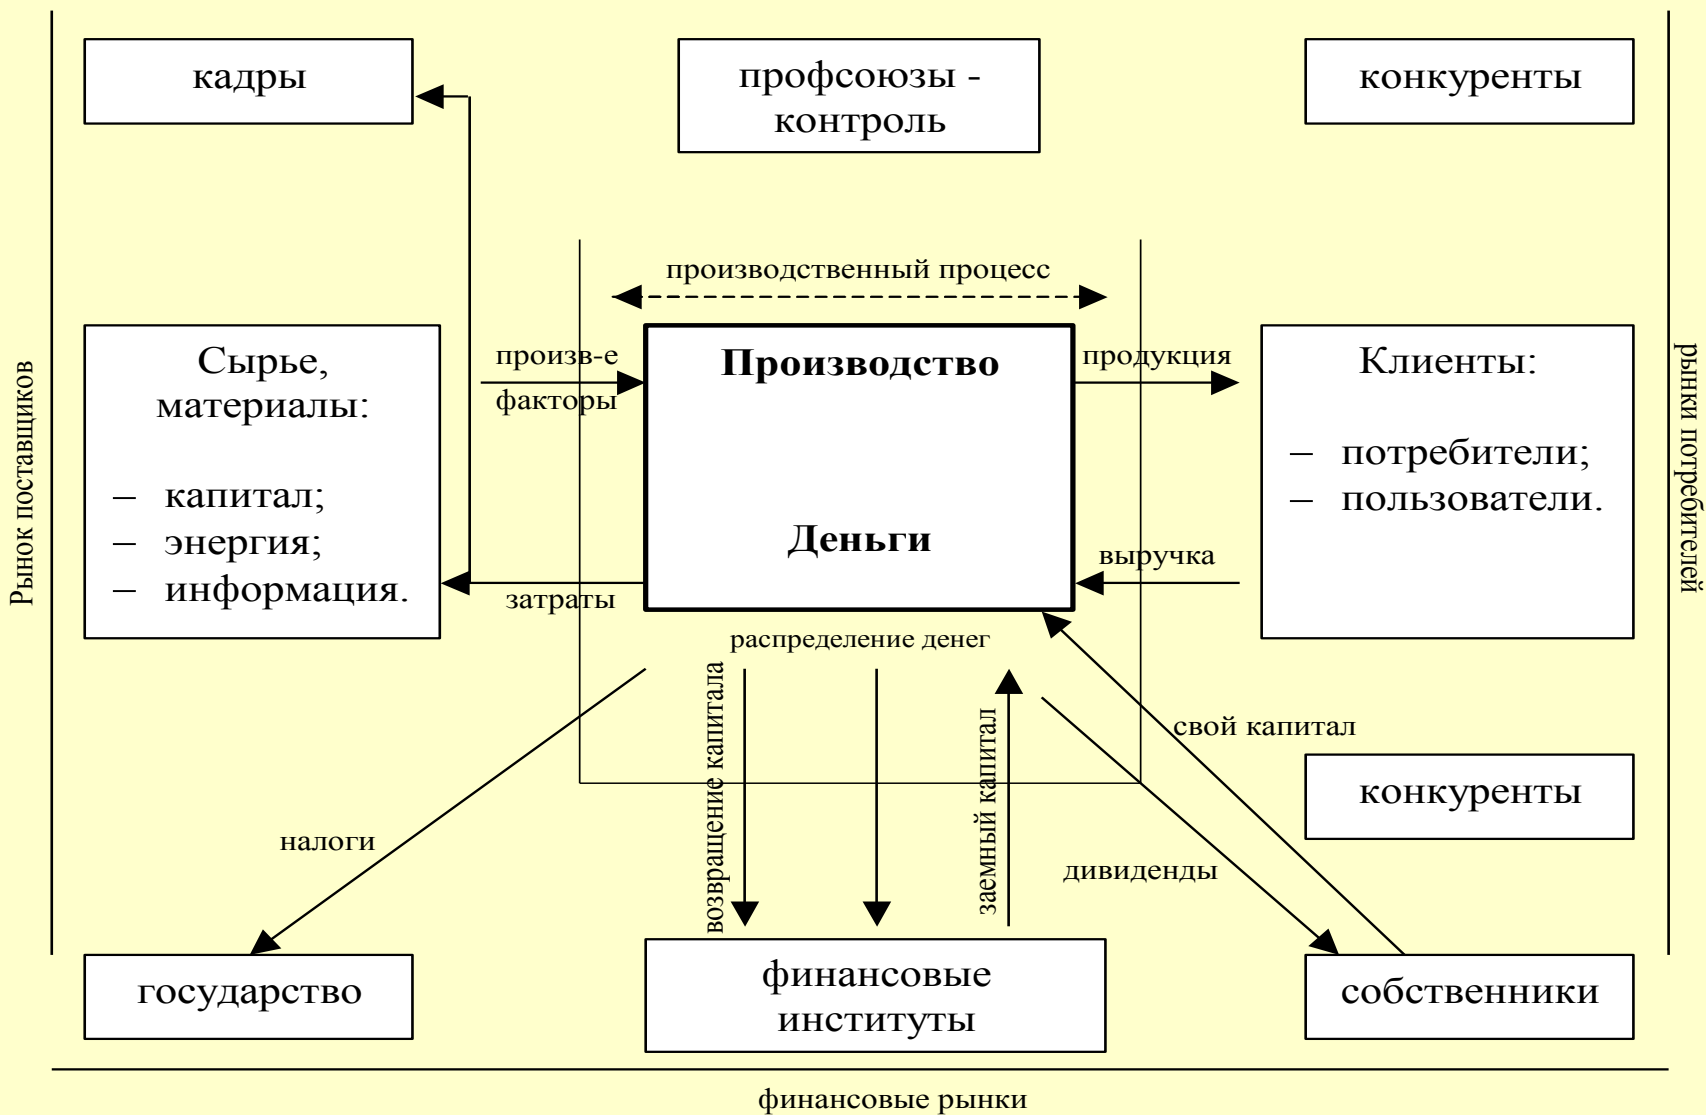 кадры
профсоюзы -
контроль
конкуренты
производственный процесс
Рынок поставщиков
Сырье,
материалы:
– капитал;
– энергия;
– информация.
произв-е
факторы
затраты
Производство
Деньги
продукция
выручка
Клиенты:
– потребители;
– пользователи.
рынки потребителей
распределение денег
возвращение капитала
заемный капитал
свой капитал
конкуренты
налоги
дивиденды
государство
финансовые
институты
собственники
финансовые рынки